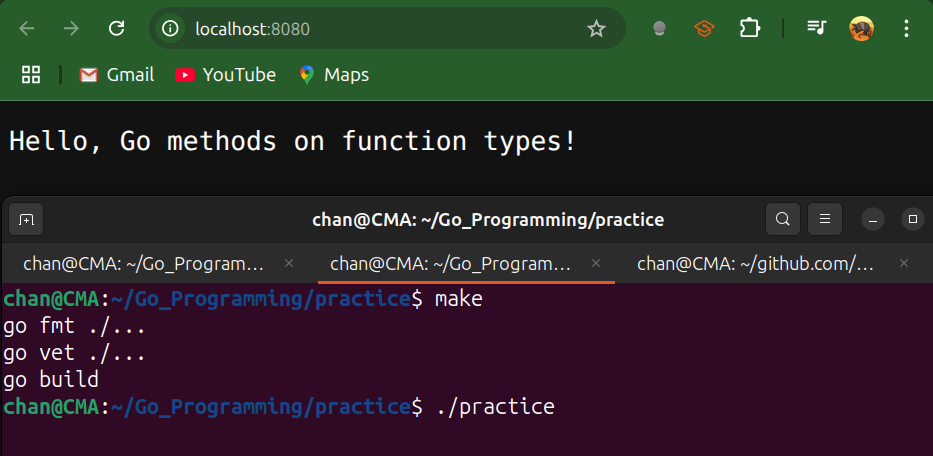 localhost:8080
Gmail YouTube Maps
Hello, Go methods on function types!
chan@CMA: ~/Go_Programming/practice
chan@CMA: ~/Go_Program... × chan@CMA: ~/Go_Program... × chan@CMA: ~/github.com/... ×
chan@CMA:~/Go_Programming/practice$ make
go fmt ./...
go vet ./...
go build
chan@CMA:~/Go_Programming/practice$ ./practice